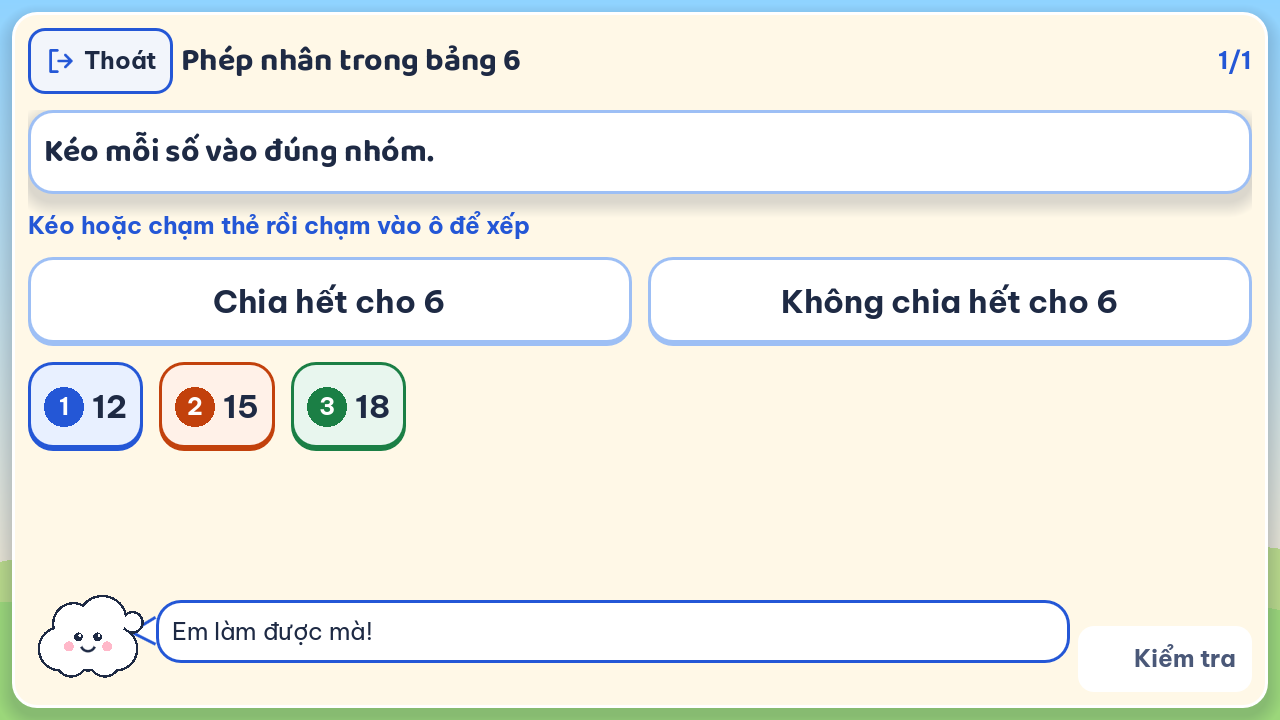 Thoát
Phép nhân trong bảng 6
1/1
Kéo mỗi số vào đúng nhóm.
Kéo hoặc chạm thẻ rồi chạm vào ô để xếp
Chia hết cho 6
Không chia hết cho 6
1 12
2 15
3 18
Em làm được mà!
Kiểm tra